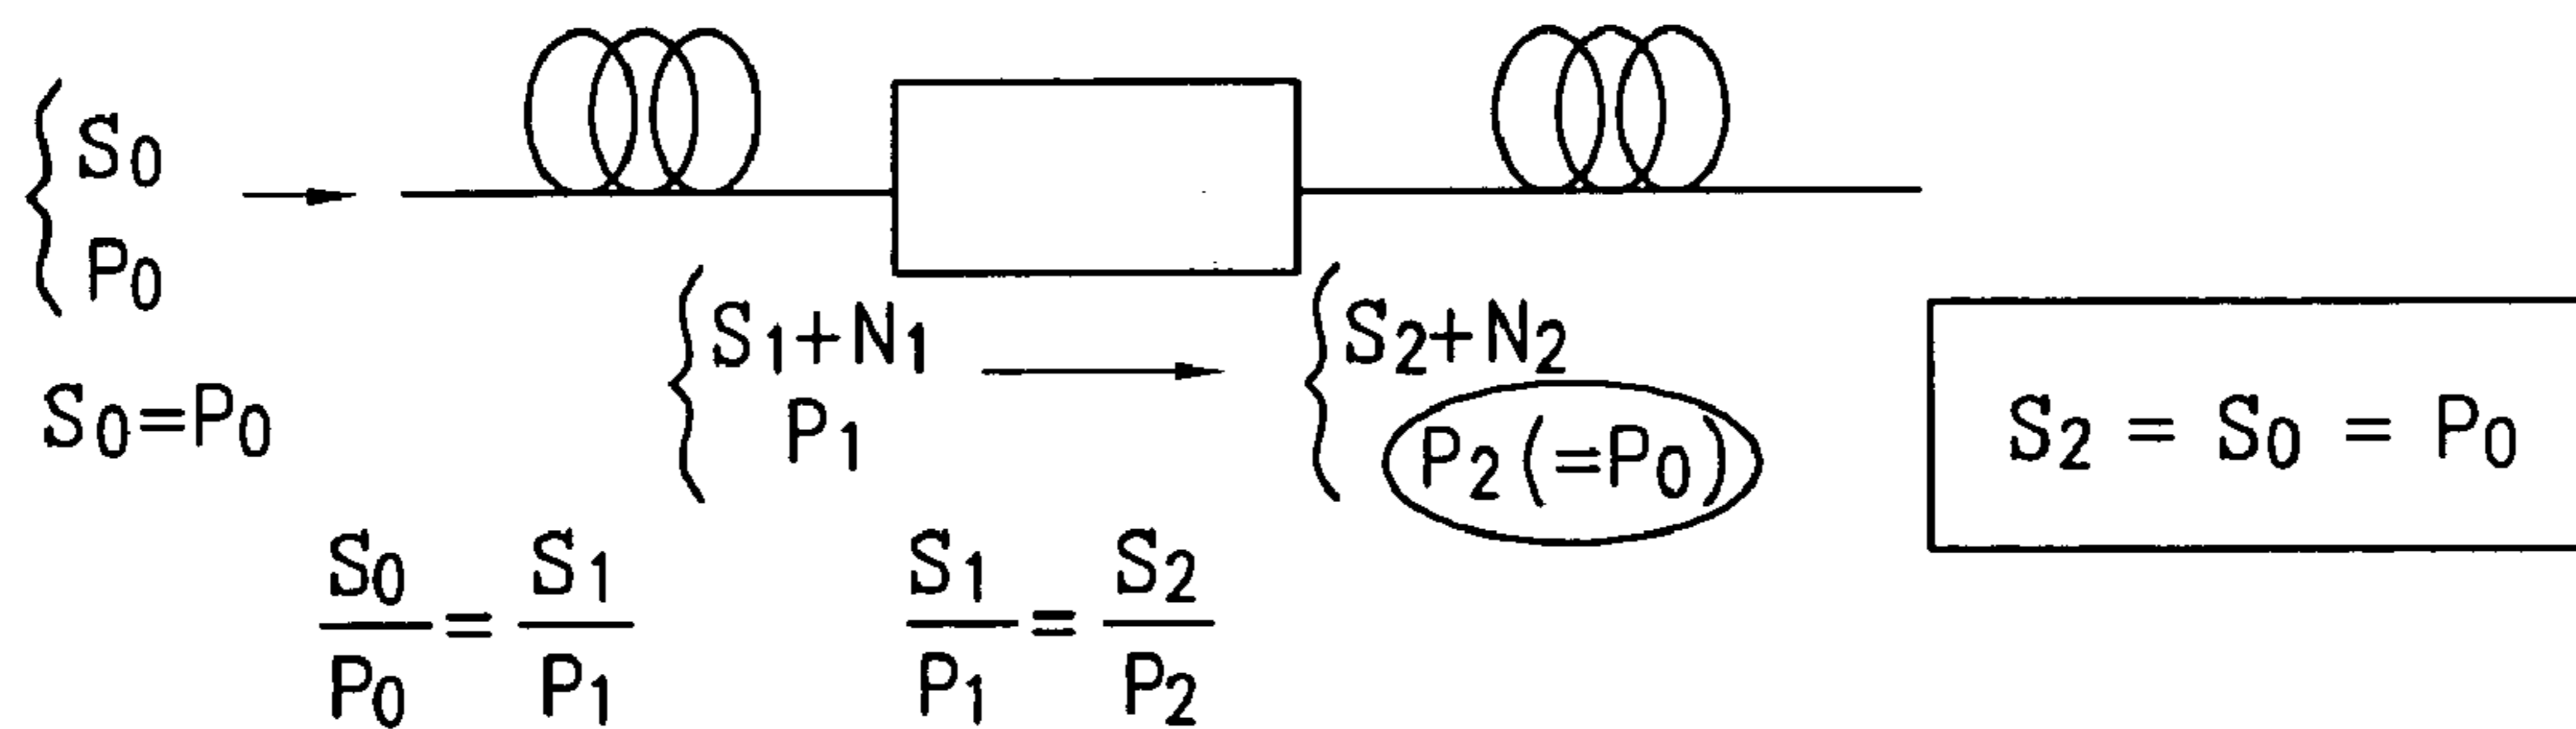 S0
P0
S0=P0
S1+N1
P1
S2+N2
P2(=P0)
S2 = S0 = P0
S0/P0=S1/P1
S1/P1=S2/P2